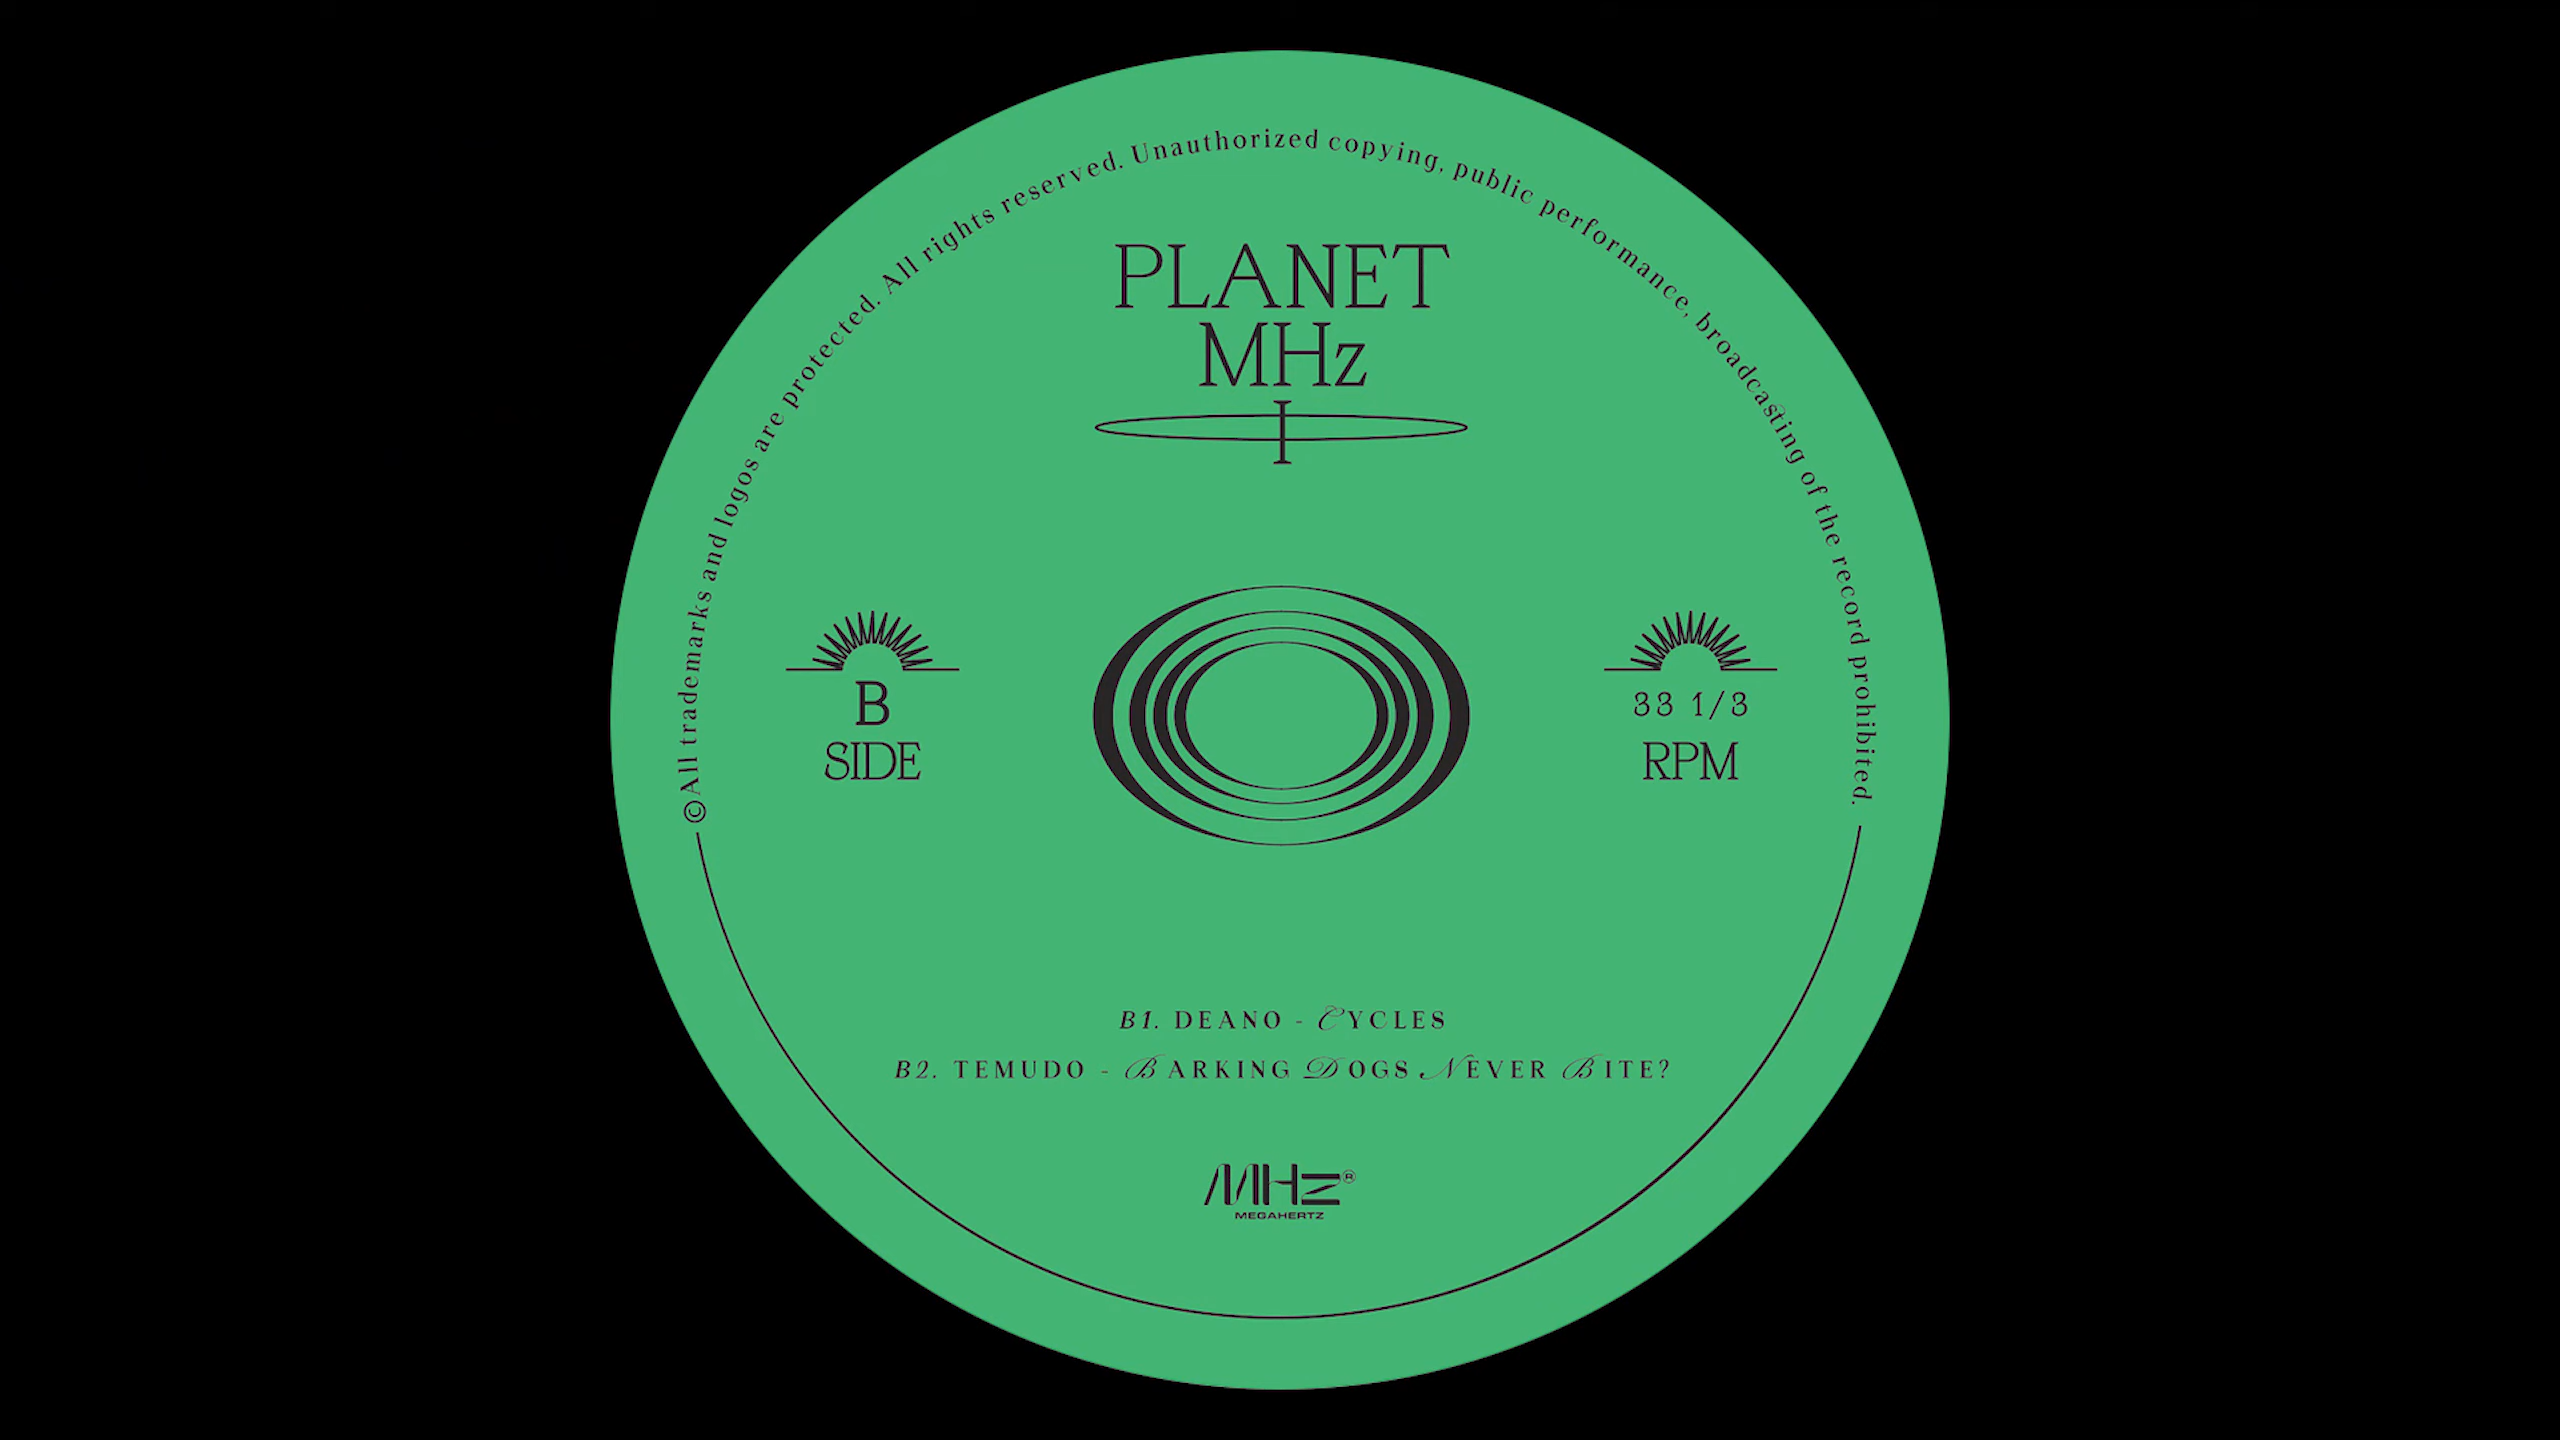 ©All trademarks and logos are protected. All rights reserved. Unauthorized copying, public performance, broadcasting of the record prohibited.
PLANET
MHz
I
B
SIDE
33 1/3
RPM
B1. DEANO - CYCLES
B2. TEMUDO - BARKING DOGS NEVER BITE?
MHz®
MEGAHERTZ